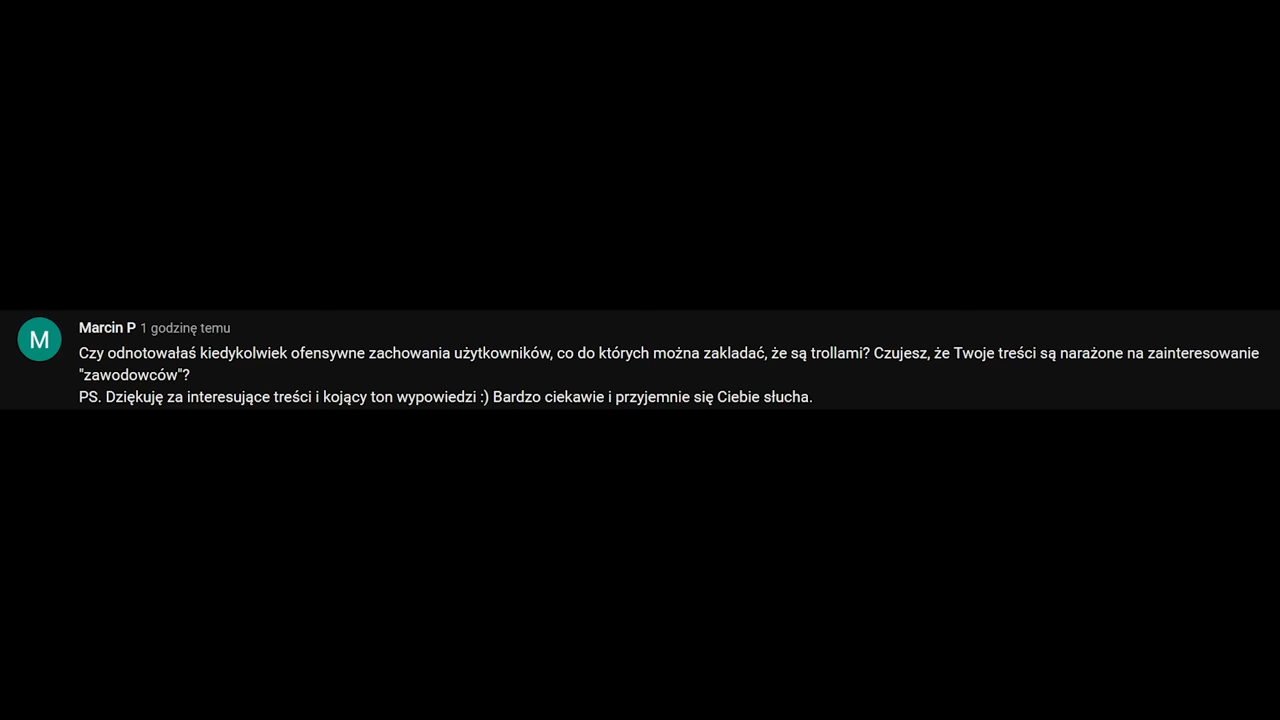 M
Marcin P 1 godzinę temu
Czy odnotowałaś kiedykolwiek ofensywne zachowania użytkowników, co do których można zakladać, że są trollami? Czujesz, że Twoje treści są narażone na zainteresowanie
"zawodowców"?
PS. Dziękuję za interesujące treści i kojący ton wypowiedzi :) Bardzo ciekawie i przyjemnie się Ciebie słucha.